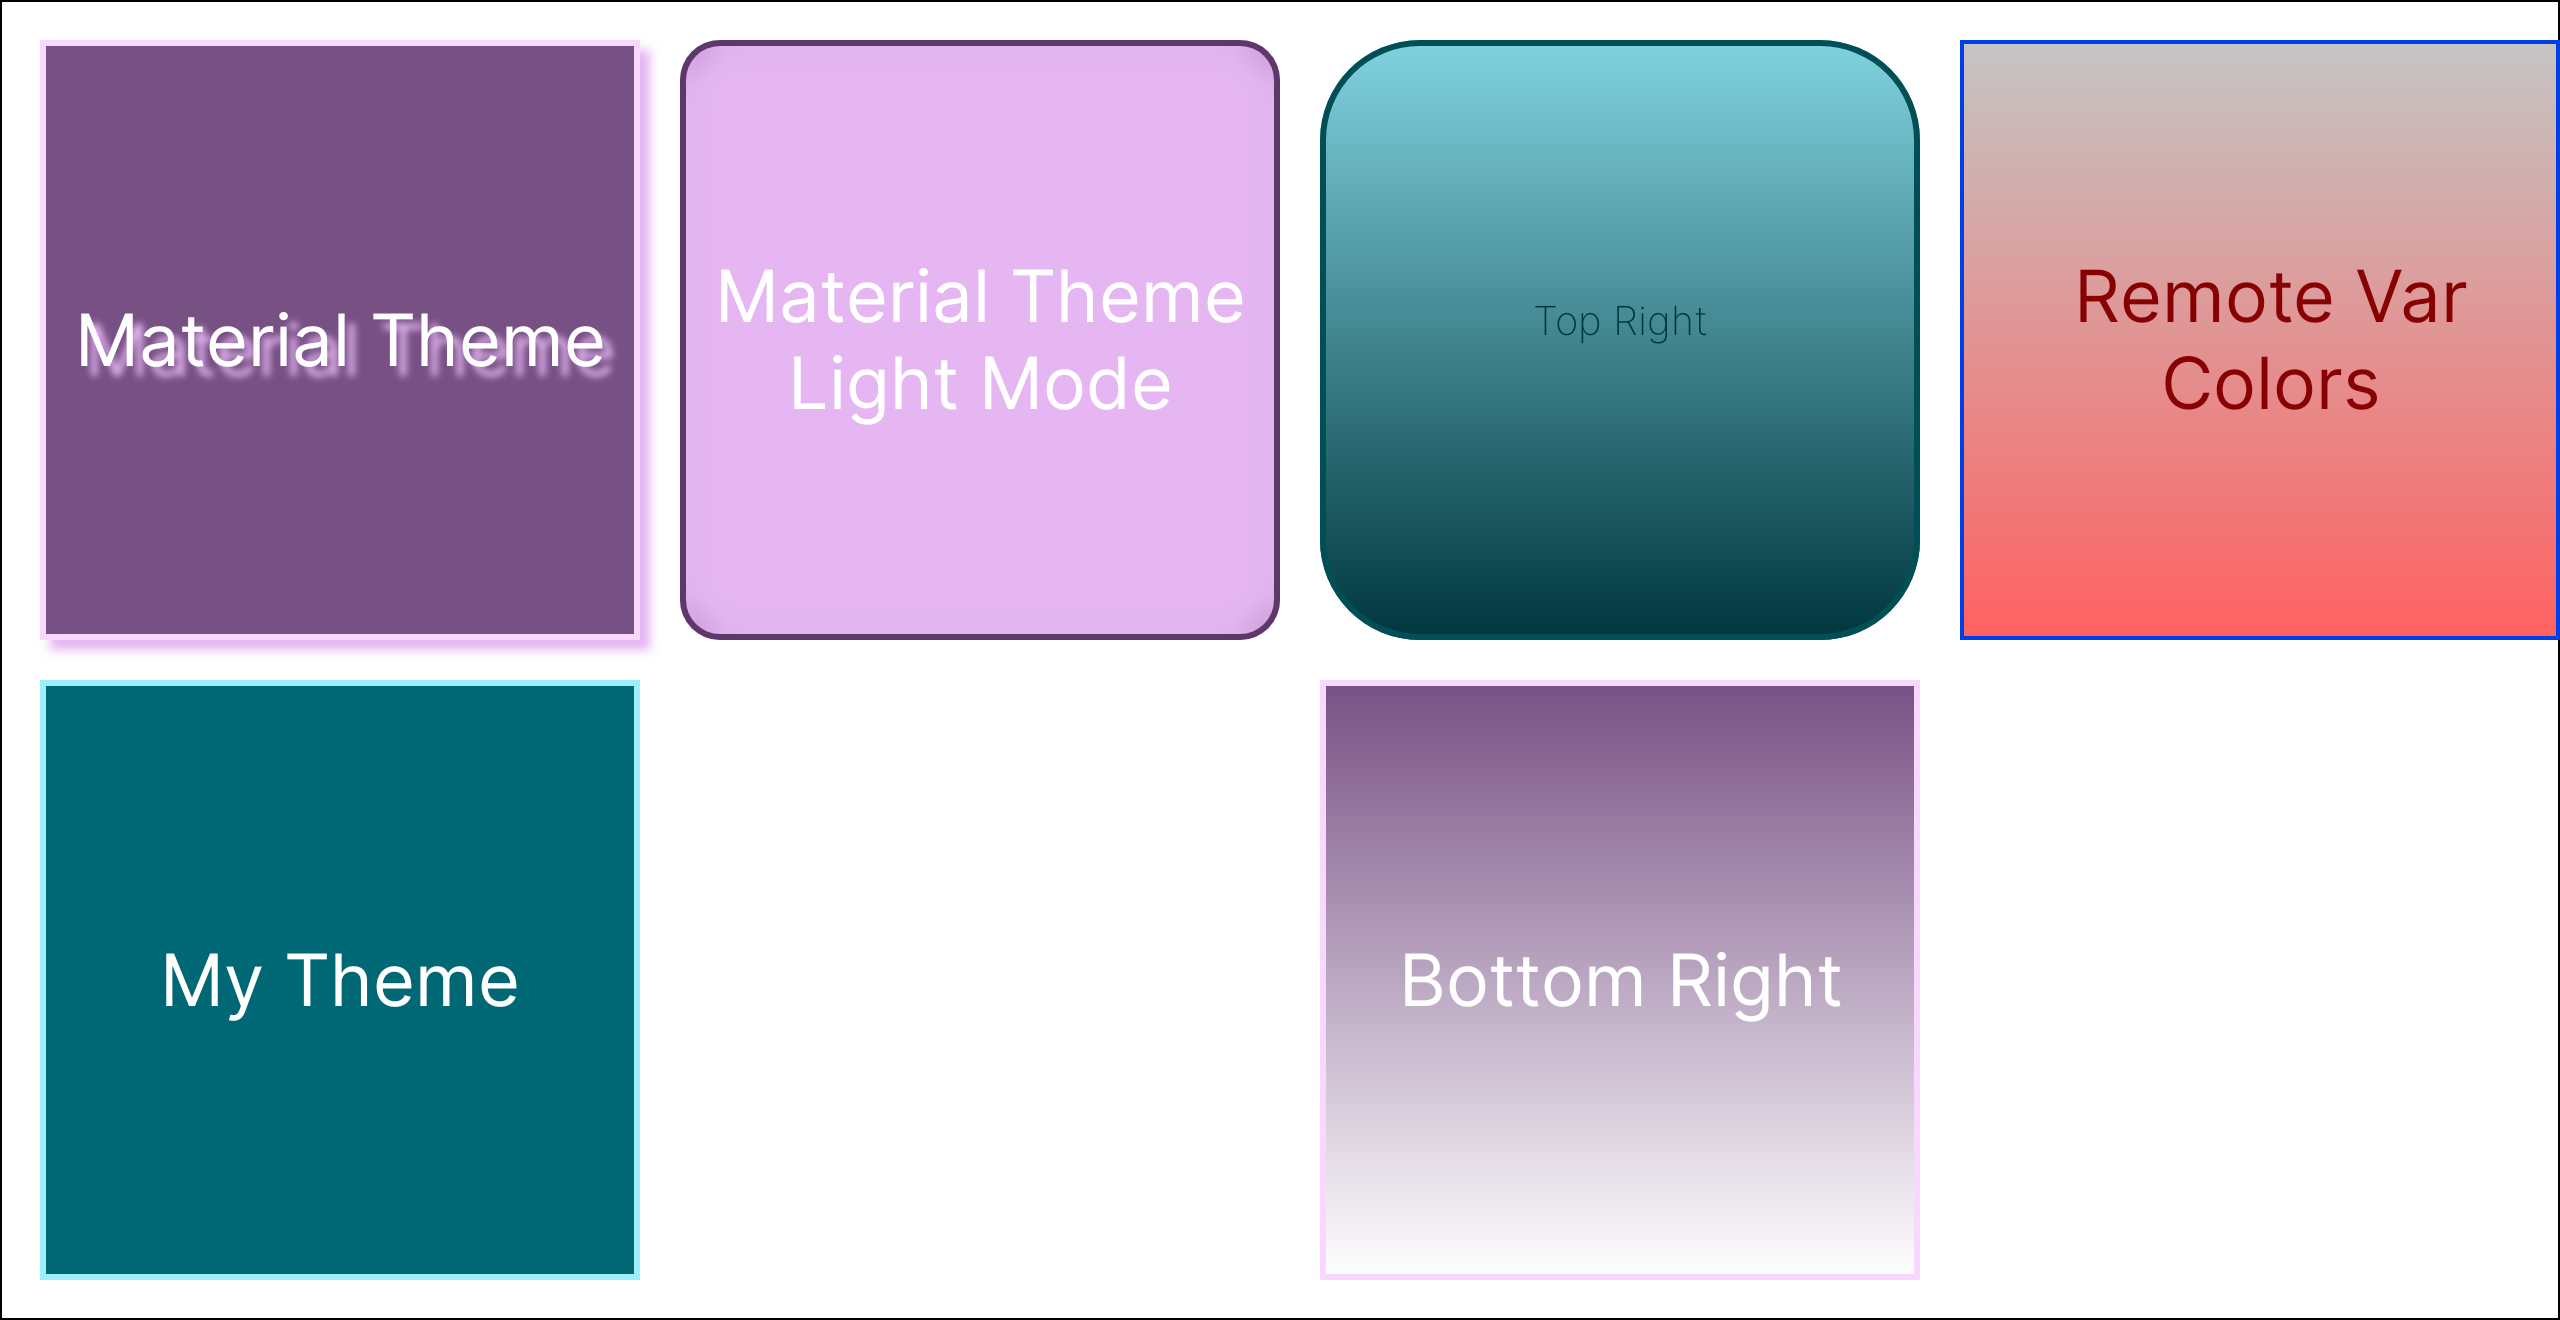 Material Theme
Material Theme
Light Mode
Top Right
Remote Var
Colors
My Theme
Bottom Right